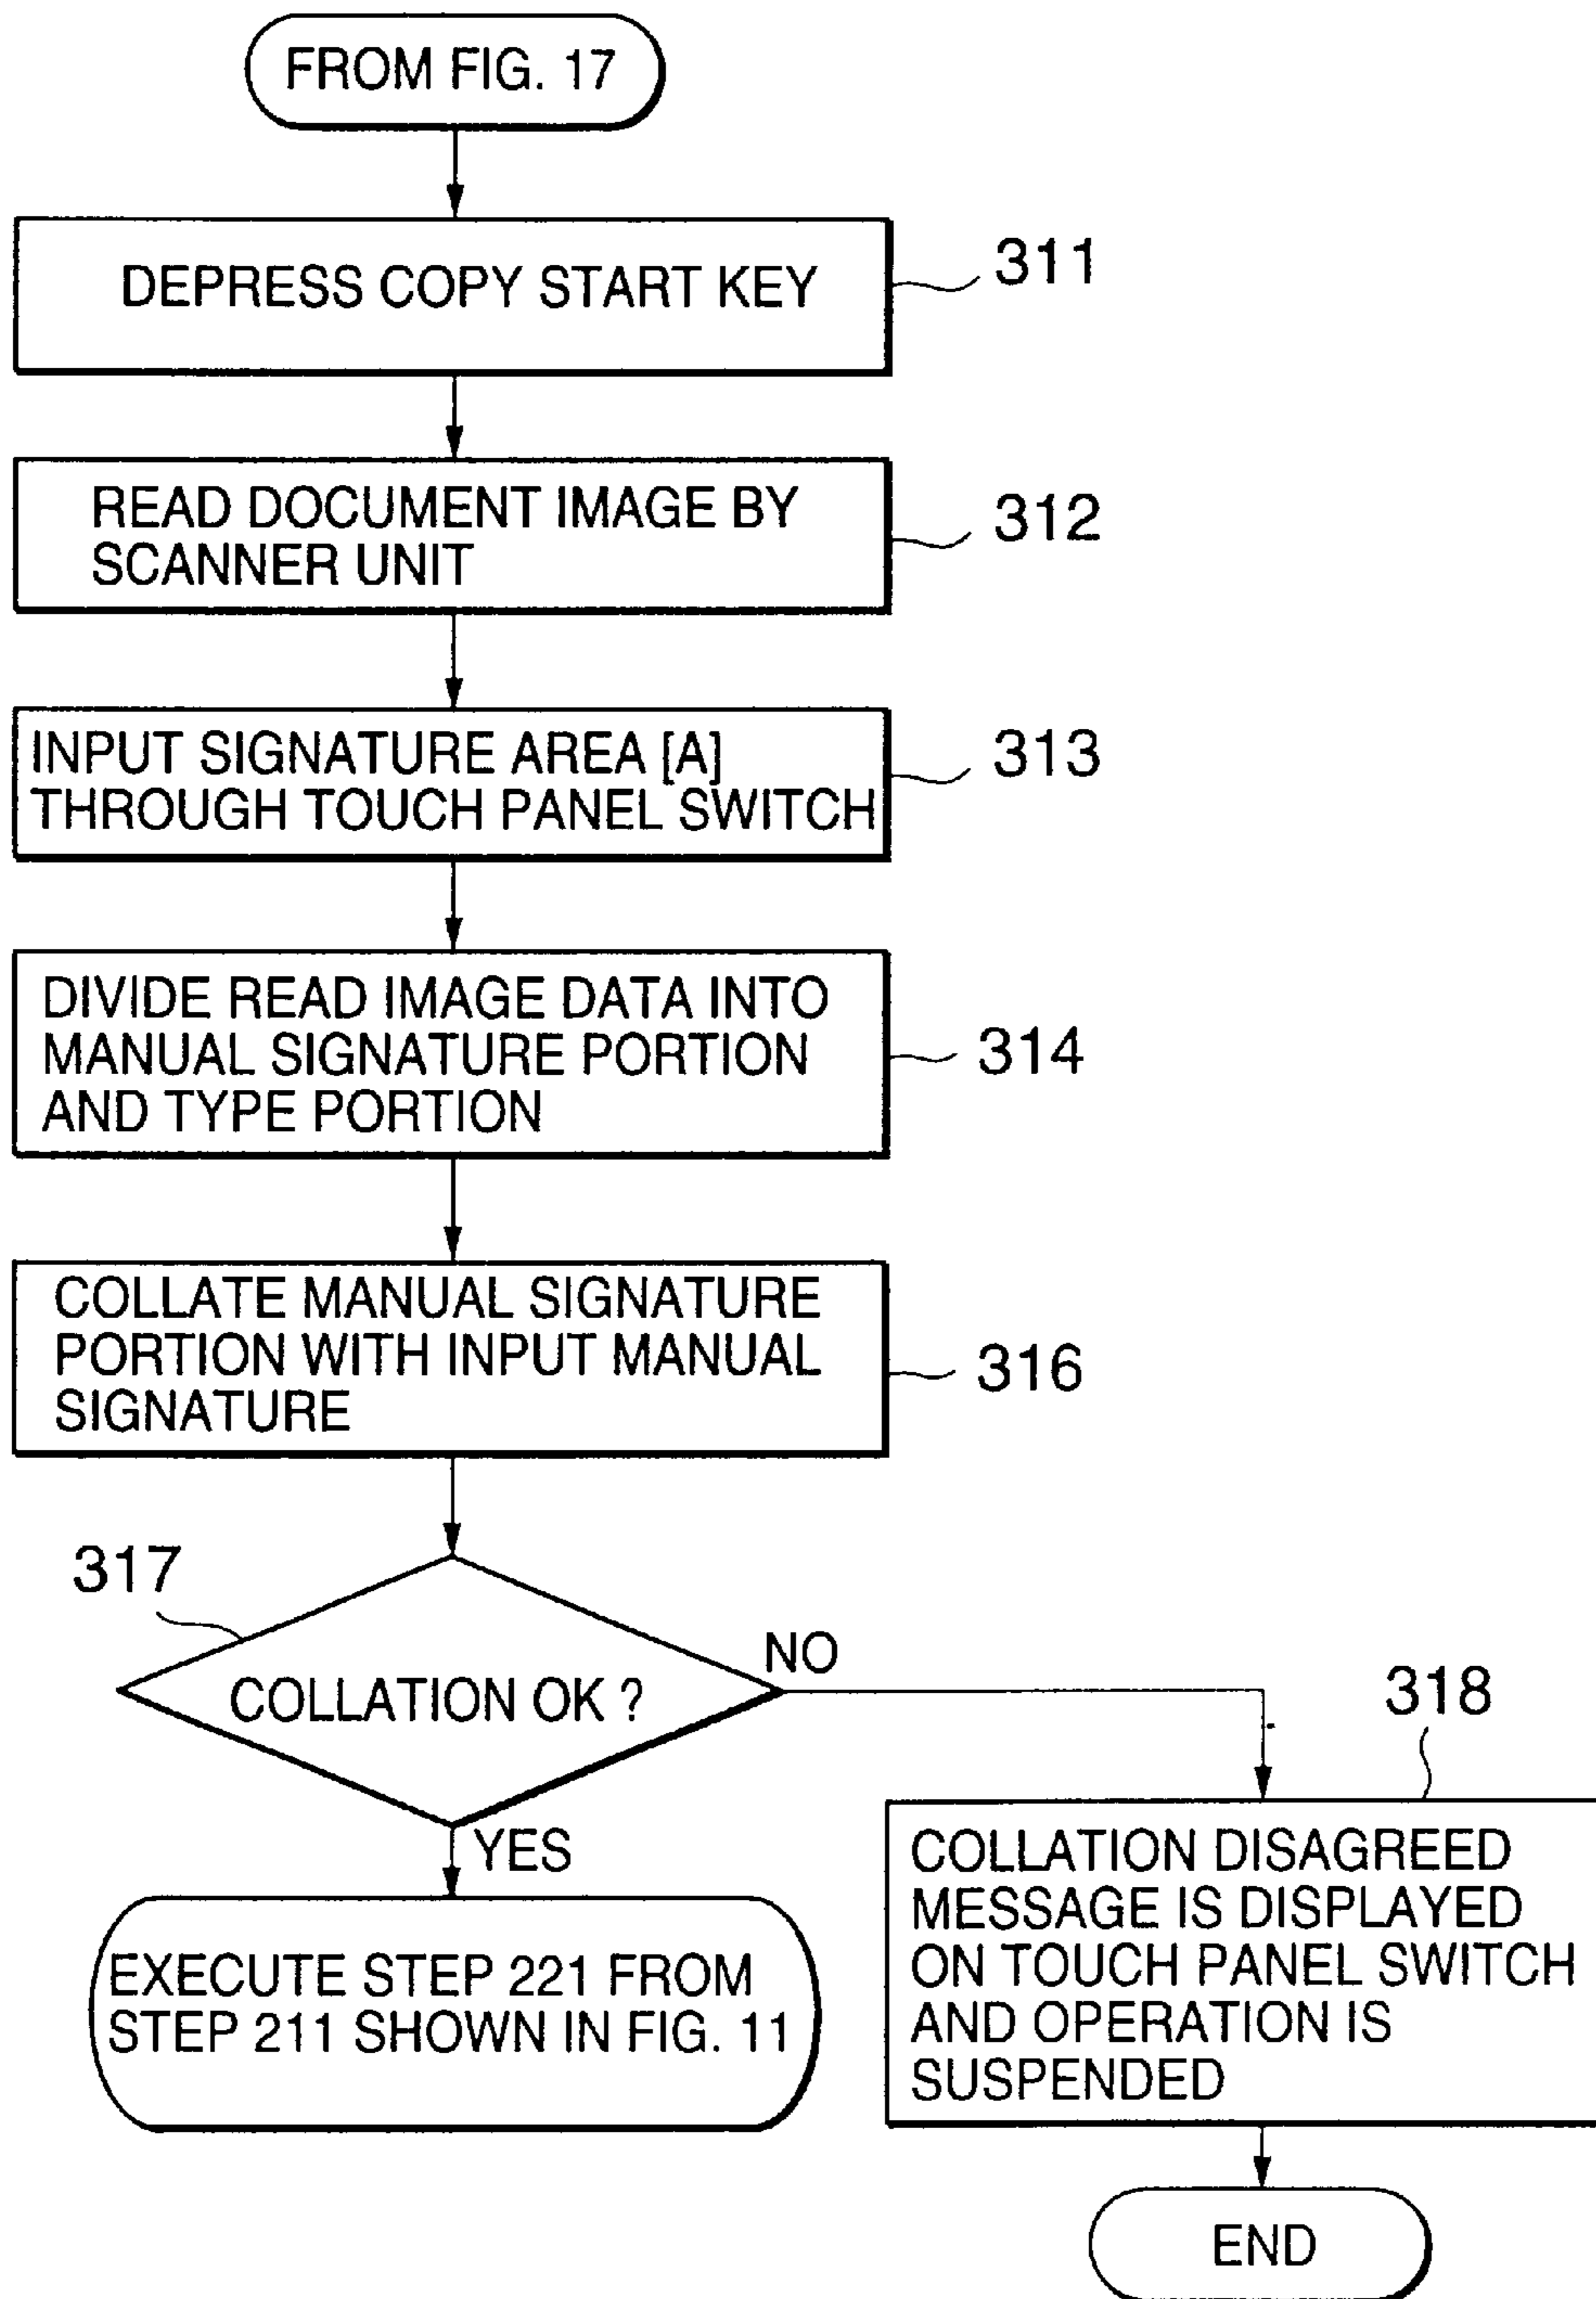 FROM FIG. 17
DEPRESS COPY START KEY
311
READ DOCUMENT IMAGE BY
SCANNER UNIT
312
INPUT SIGNATURE AREA [A]
THROUGH TOUCH PANEL SWITCH
313
DIVIDE READ IMAGE DATA INTO
MANUAL SIGNATURE PORTION
AND TYPE PORTION
314
COLLATE MANUAL SIGNATURE
PORTION WITH INPUT MANUAL
SIGNATURE
316
317
COLLATION OK ?
NO
YES
EXECUTE STEP 221 FROM
STEP 211 SHOWN IN FIG. 11
318
COLLATION DISAGREED
MESSAGE IS DISPLAYED
ON TOUCH PANEL SWITCH
AND OPERATION IS
SUSPENDED
END